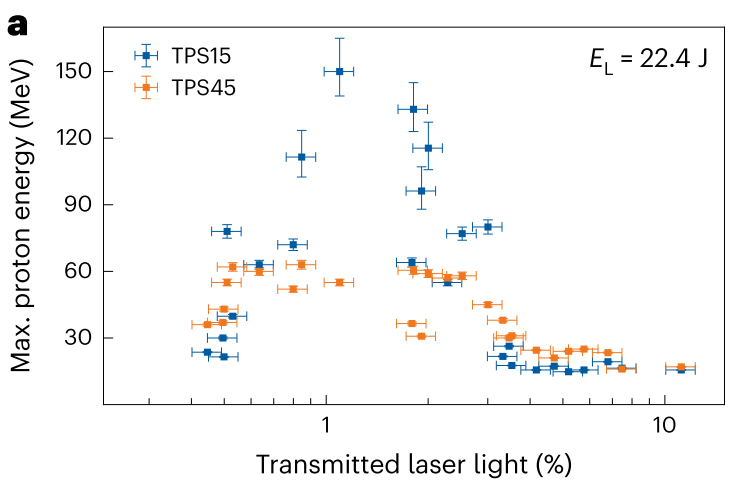 a
TPS15
TPS45
E_L = 22.4 J
Max. proton energy (MeV)
150
120
90
60
30
1
10
Transmitted laser light (%)